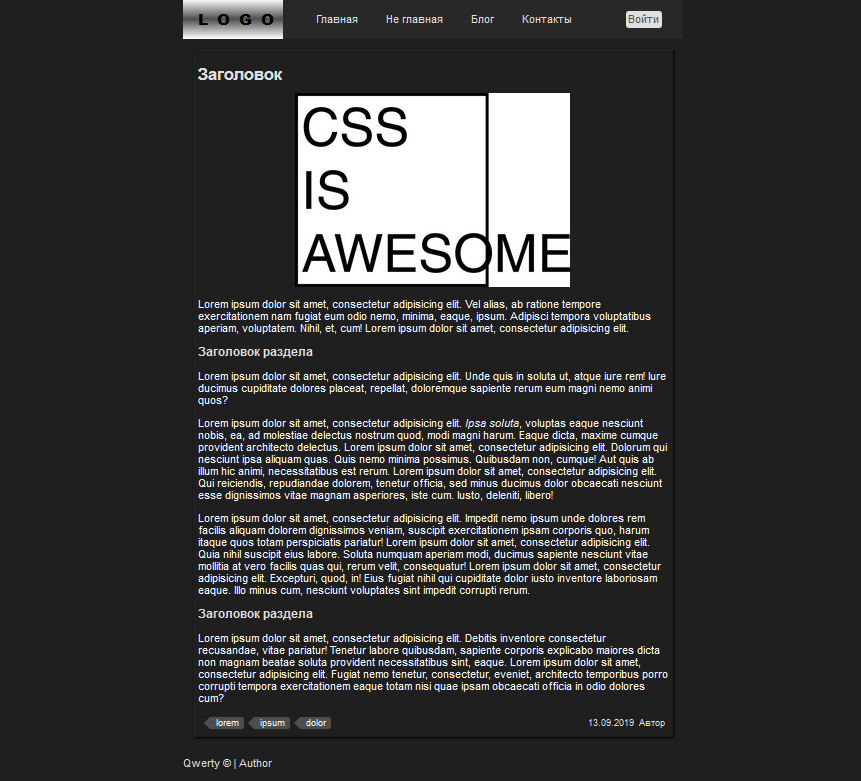 LOGO Главная Не главная Блог Контакты Войти
Заголовок
CSS
IS
AWESOME
Lorem ipsum dolor sit amet, consectetur adipisicing elit. Vel alias, ab ratione tempore
exercitationem nam fugiat eum odio nemo, minima, eaque, ipsum. Adipisci tempora voluptatibus
aperiam, voluptatem. Nihil, et, cum! Lorem ipsum dolor sit amet, consectetur adipisicing elit.
Заголовок раздела
Lorem ipsum dolor sit amet, consectetur adipisicing elit. Unde quis in soluta ut, atque iure rem! Iure
ducimus cupiditate dolores placeat, repellat, doloremque sapiente rerum eum magni nemo animi
quos?
Lorem ipsum dolor sit amet, consectetur adipisicing elit. Ipsa soluta, voluptas eaque nesciunt
nobis, ea, ad molestiae delectus nostrum quod, modi magni harum. Eaque dicta, maxime cumque
provident architecto delectus. Lorem ipsum dolor sit amet, consectetur adipisicing elit. Dolorum qui
nesciunt ipsa aliquam quas. Quis nemo minima possimus. Quibusdam non, cumque! Aut quis ab
illum hic animi, necessitatibus est rerum. Lorem ipsum dolor sit amet, consectetur adipisicing elit.
Qui reiciendis, repudiandae dolorem, tenetur officia, sed minus ducimus dolor obcaecati nesciunt
esse dignissimos vitae magnam asperiores, iste cum. Iusto, deleniti, libero!
Lorem ipsum dolor sit amet, consectetur adipisicing elit. Impedit nemo ipsum unde dolores rem
facilis aliquam dolorem dignissimos veniam, suscipit exercitationem ipsam corporis quo, harum
itaque quos totam perspiciatis pariatur! Lorem ipsum dolor sit amet, consectetur adipisicing elit.
Quia nihil suscipit eius labore. Soluta numquam aperiam modi, ducimus sapiente nesciunt vitae
mollitia at vero facilis quas qui, rerum velit, consequatur! Lorem ipsum dolor sit amet, consectetur
adipisicing elit. Excepturi, quod, in! Eius fugiat nihil qui cupiditate dolor iusto inventore laboriosam
eaque. Illo minus cum, nesciunt voluptates sint impedit corrupti rerum.
Заголовок раздела
Lorem ipsum dolor sit amet, consectetur adipisicing elit. Debitis inventore consectetur
recusandae, vitae pariatur! Tenetur labore quibusdam, sapiente corporis explicabo maiores dicta
non magnam beatae soluta provident necessitatibus sint, eaque. Lorem ipsum dolor sit amet,
consectetur adipisicing elit. Fugiat nemo tenetur, consectetur, eveniet, architecto temporibus porro
corrupti tempora exercitationem eaque totam nisi quae ipsam obcaecati officia in odio dolores
cum?
lorem ipsum dolor 13.09.2019 Автор
Qwerty © | Author